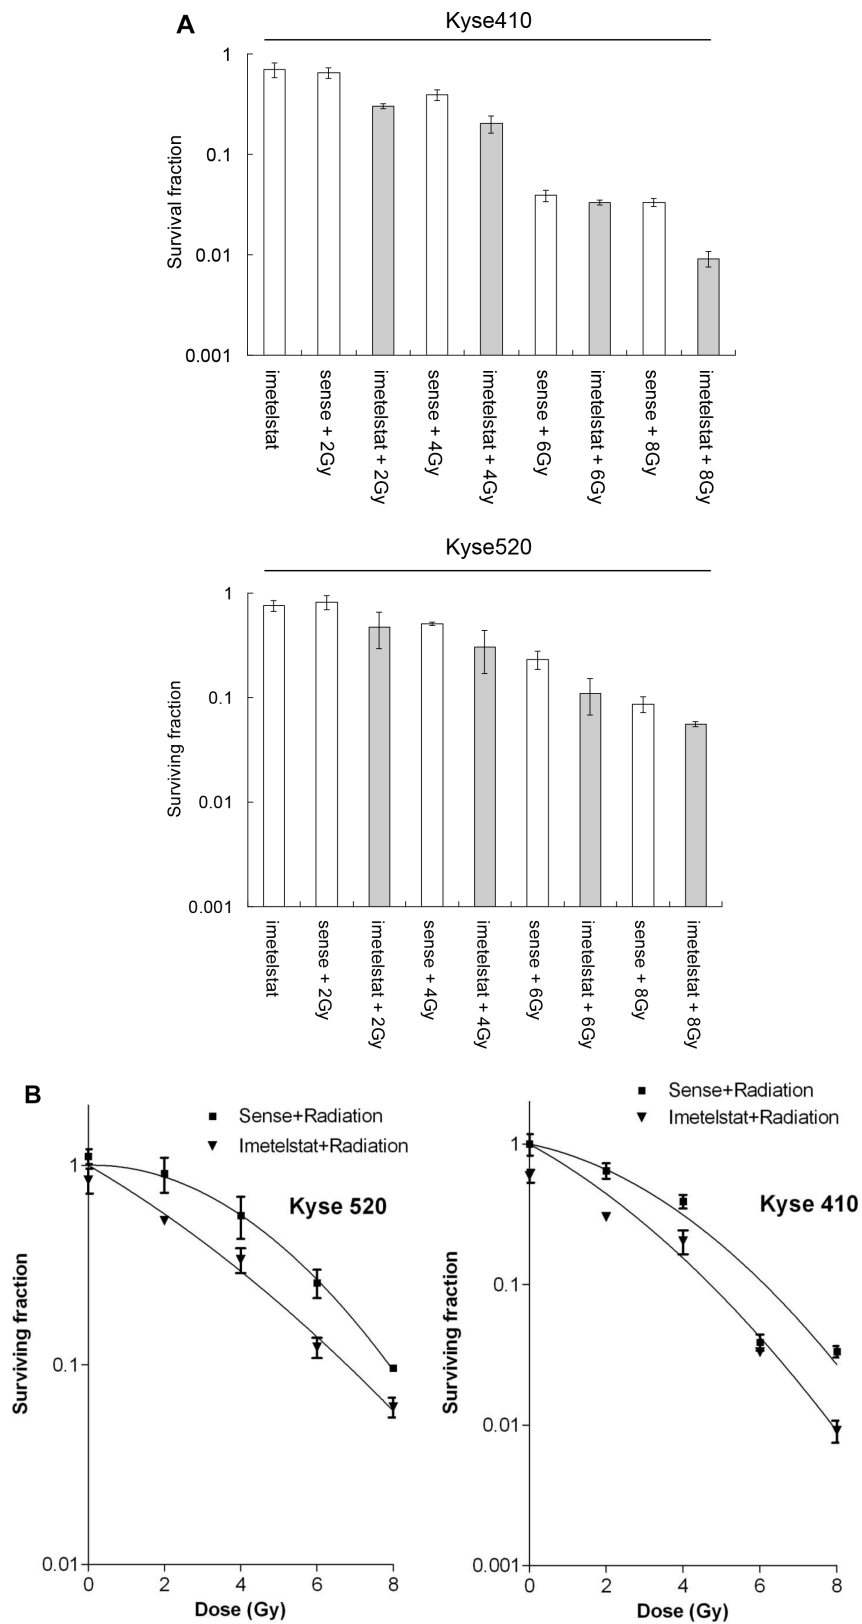 A
Kyse410
Survival fraction
1
0.1
0.01
0.001
imetelstat
sense + 2Gy
imetelstat + 2Gy
sense + 4Gy
imetelstat + 4Gy
sense + 6Gy
imetelstat + 6Gy
sense + 8Gy
imetelstat + 8Gy
Kyse520
Surviving fraction
1
0.1
0.01
0.001
imetelstat
sense + 2Gy
imetelstat + 2Gy
sense + 4Gy
imetelstat + 4Gy
sense + 6Gy
imetelstat + 6Gy
sense + 8Gy
imetelstat + 8Gy
B
Sense+Radiation
Imetelstat+Radiation
Kyse 520
Surviving fraction
1
0.1
0.01
0 2 4 6 8
Dose (Gy)
Sense+Radiation
Imetelstat+Radiation
Kyse 410
Surviving fraction
1
0.1
0.01
0.001
0 2 4 6 8
Dose (Gy)